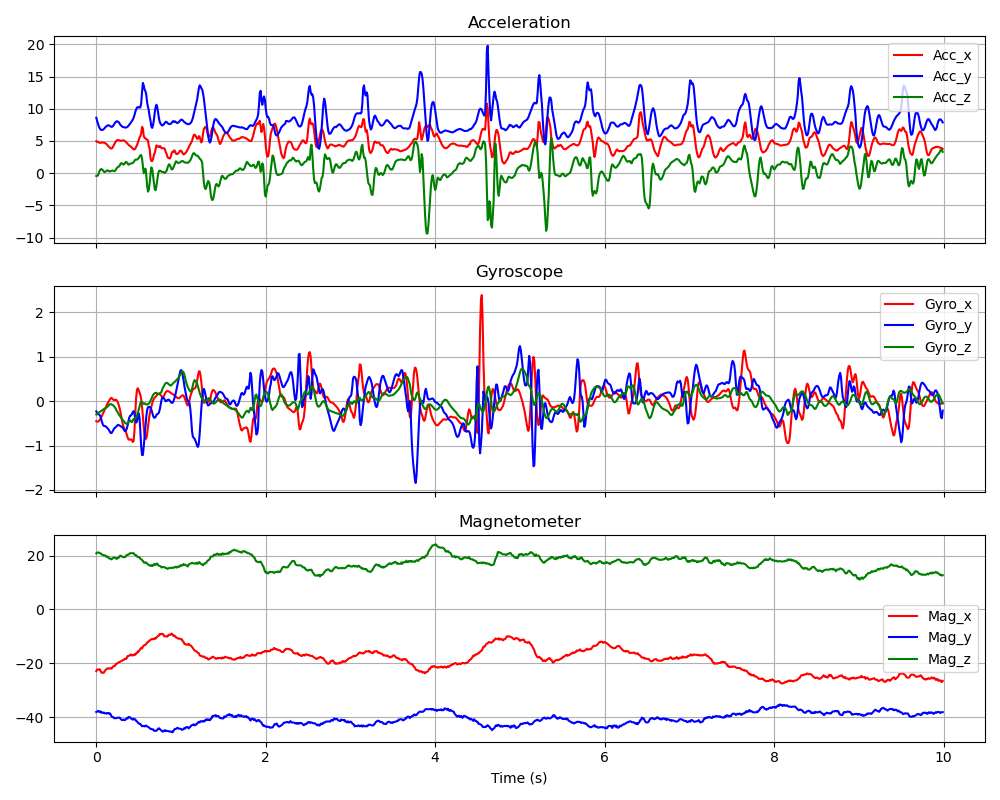 Acceleration
20
15
10
5
0
−5
−10
Acc_x
Acc_y
Acc_z
Gyroscope
2
1
0
−1
−2
Gyro_x
Gyro_y
Gyro_z
Magnetometer
20
0
−20
−40
Mag_x
Mag_y
Mag_z
0 2 4 6 8 10
Time (s)